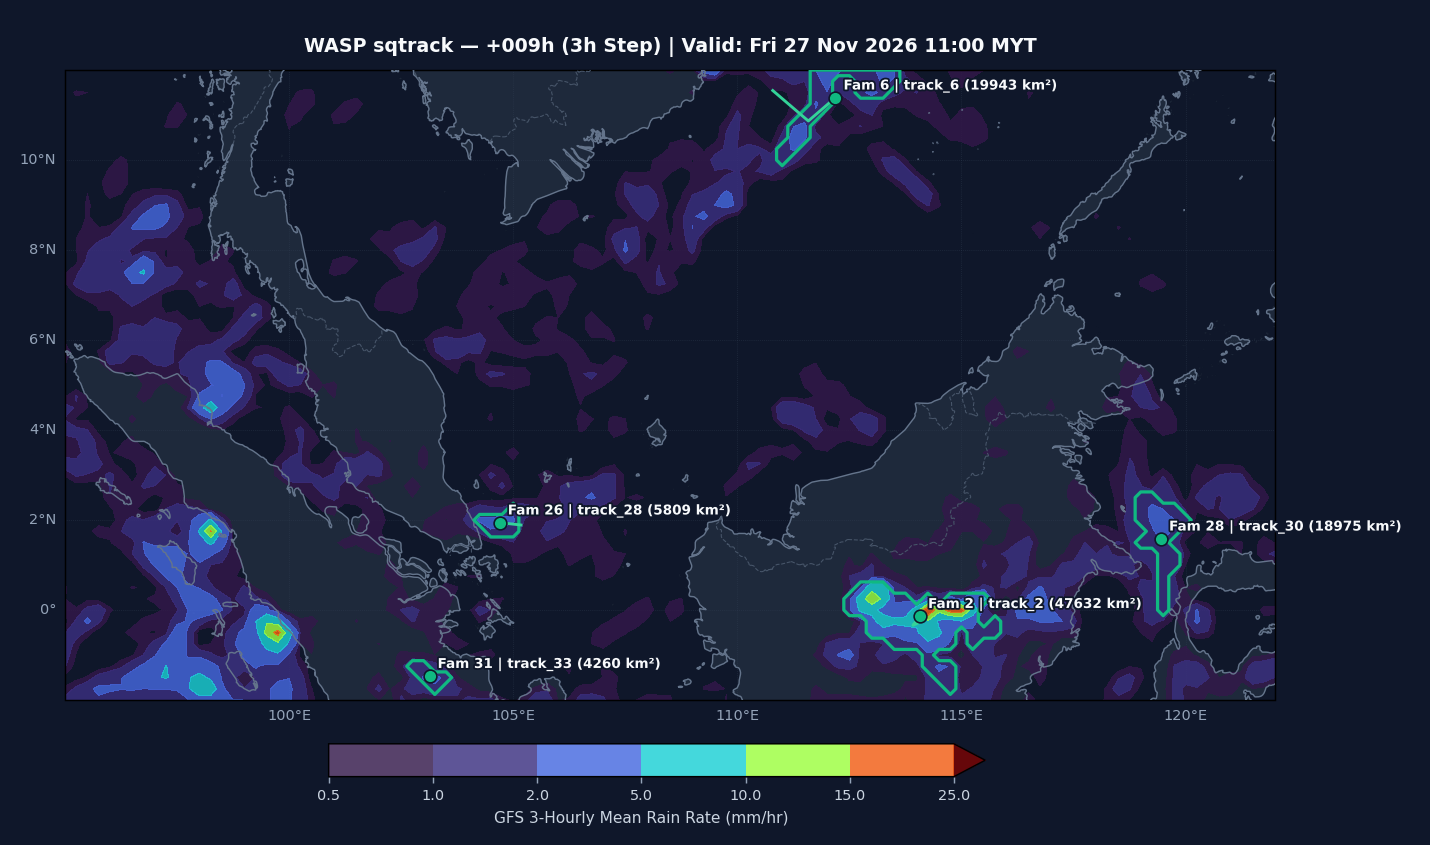 WASP sqtrack — +009h (3h Step) | Valid: Fri 27 Nov 2026 11:00 MYT
Fam 6 | track_6 (19943 km²)
10°N
8°N
6°N
4°N
2°N
0°
Fam 26 | track_28 (5809 km²)
Fam 28 | track_30 (18975 km²)
Fam 2 | track_2 (47632 km²)
Fam 31 | track_33 (4260 km²)
100°E
105°E
110°E
115°E
120°E
0.5
1.0
2.0
5.0
10.0
15.0
25.0
GFS 3-Hourly Mean Rain Rate (mm/hr)